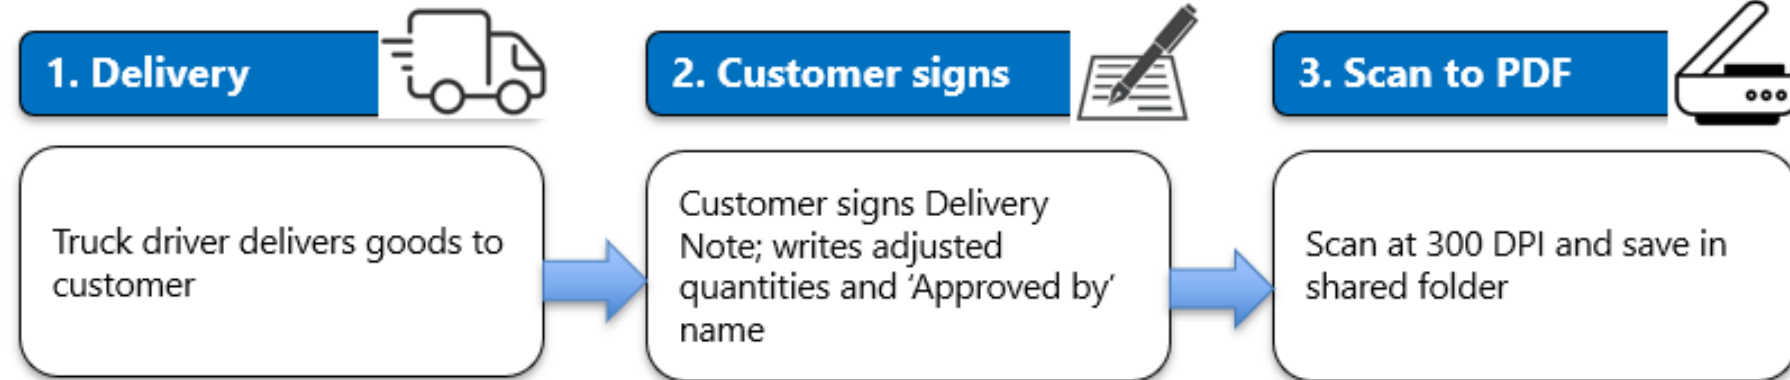 1. Delivery
Truck driver delivers goods to
customer
2. Customer signs
Customer signs Delivery
Note; writes adjusted
quantities and ‘Approved by’
name
3. Scan to PDF
Scan at 300 DPI and save in
shared folder